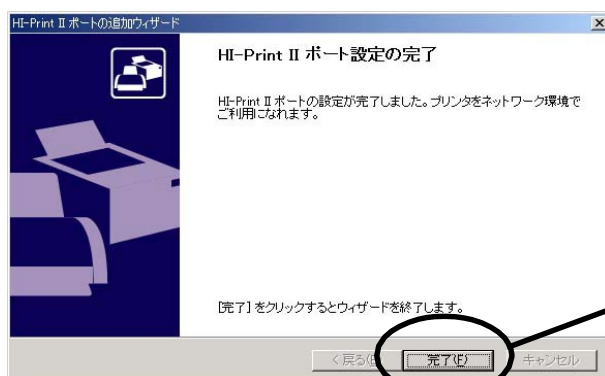 HI-Print II ポートの追加ウィザード
HI-Print II ポート設定の完了
HI-Print II ポートの設定が完了しました。プリンタをネットワーク環境で
ご利用になれます。
[完了] をクリックするとウィザードを終了します。
< 戻る(B) 完了(F) キャンセル